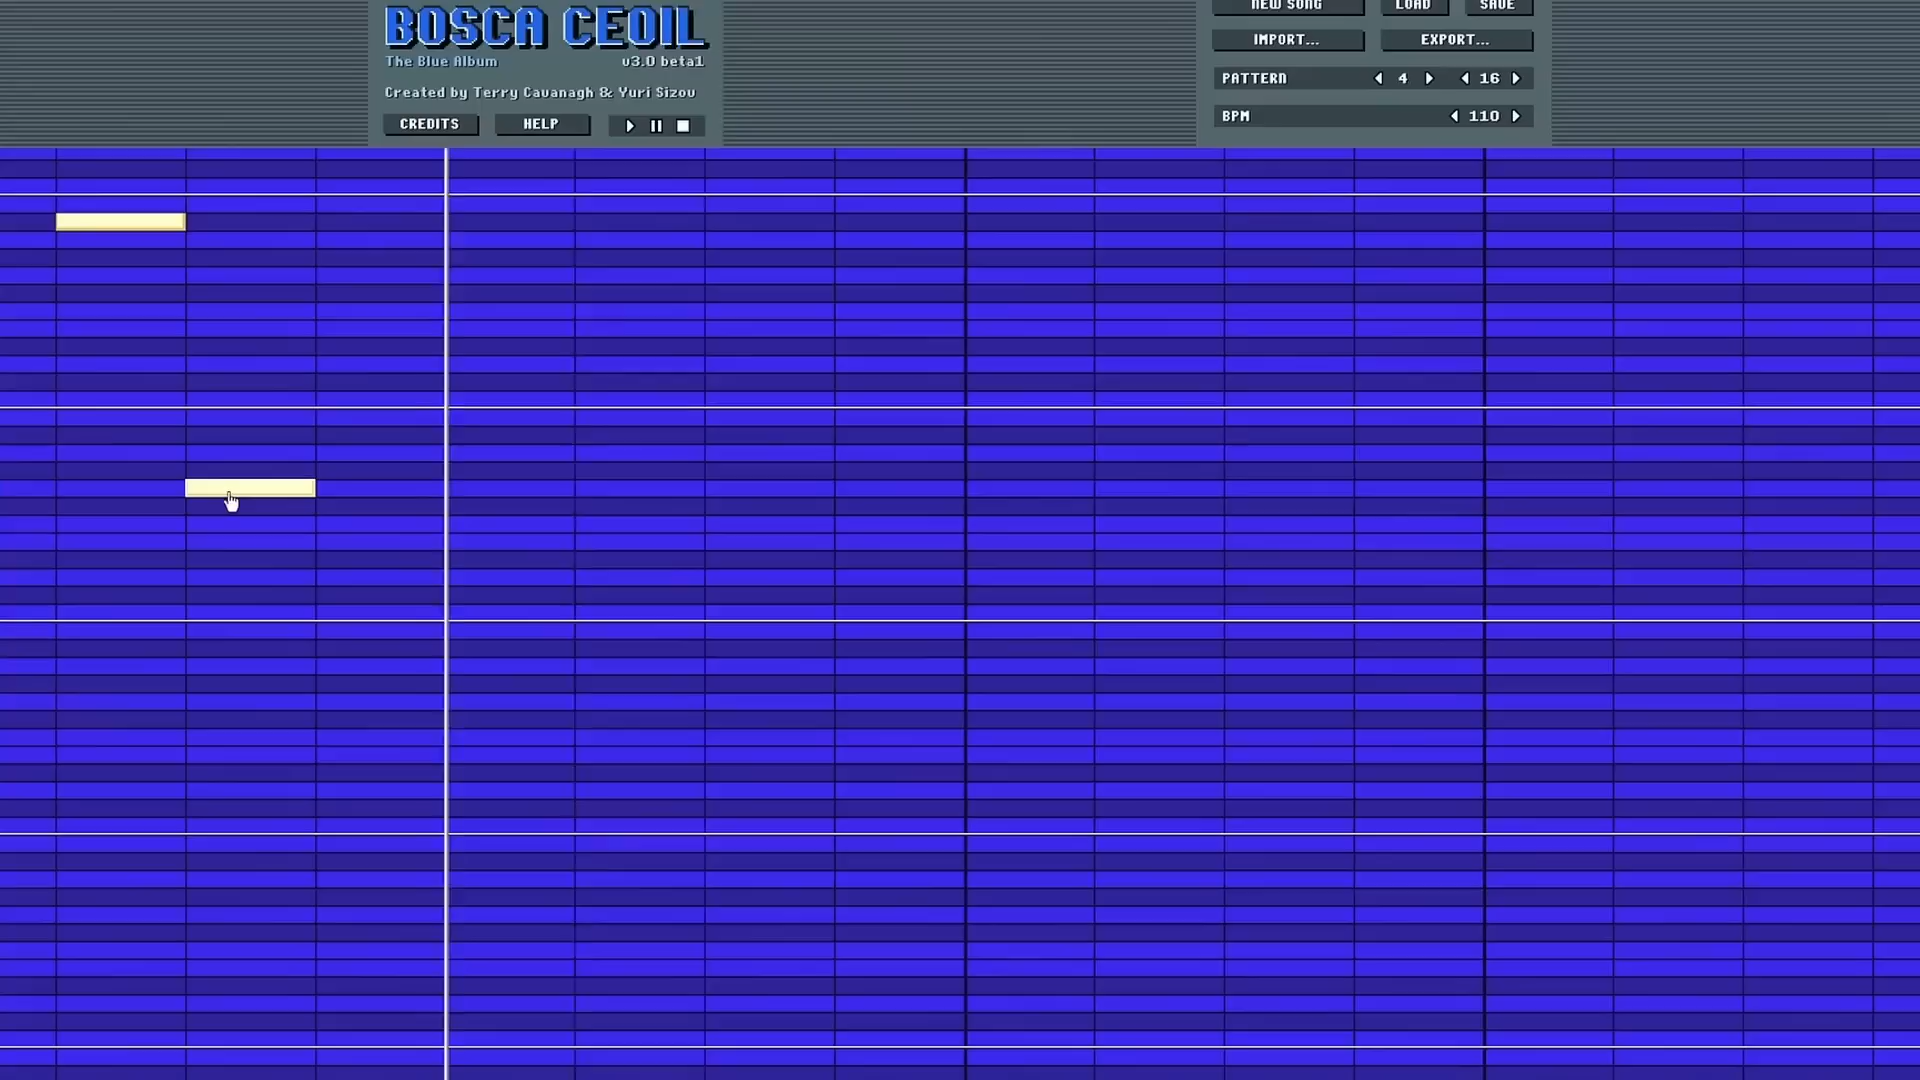 BOSCA CEOIL
The Blue Album v3.0 beta1
Created by Terry Cavanagh & Yuri Sizov
CREDITS HELP
NEW SONG LOAD SAVE
IMPORT... EXPORT...
PATTERN 4 16
BPM 110